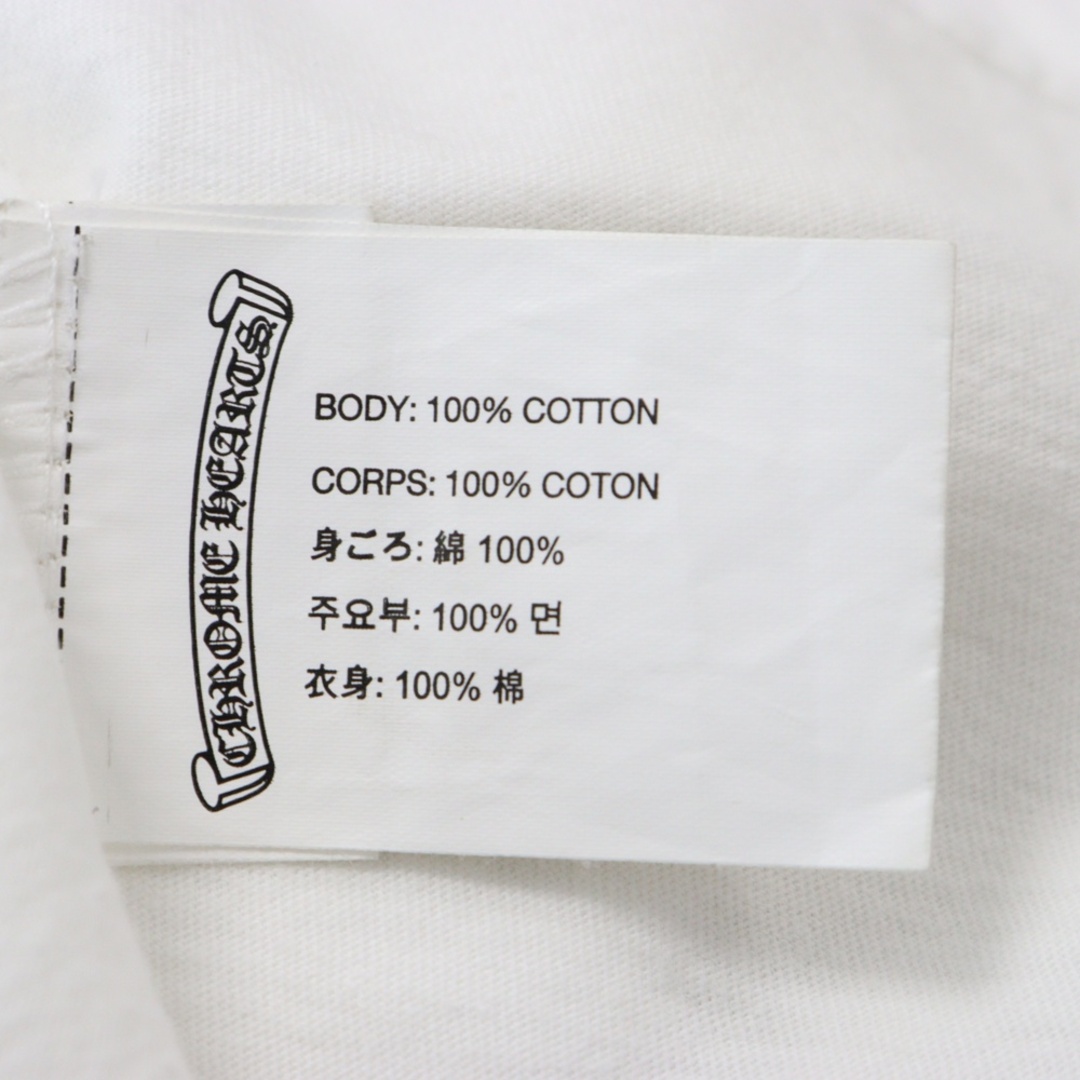 CHROME HEARTS
BODY: 100% COTTON
CORPS: 100% COTON
身ごろ: 綿 100%
주요부: 100% 면
衣身: 100% 棉